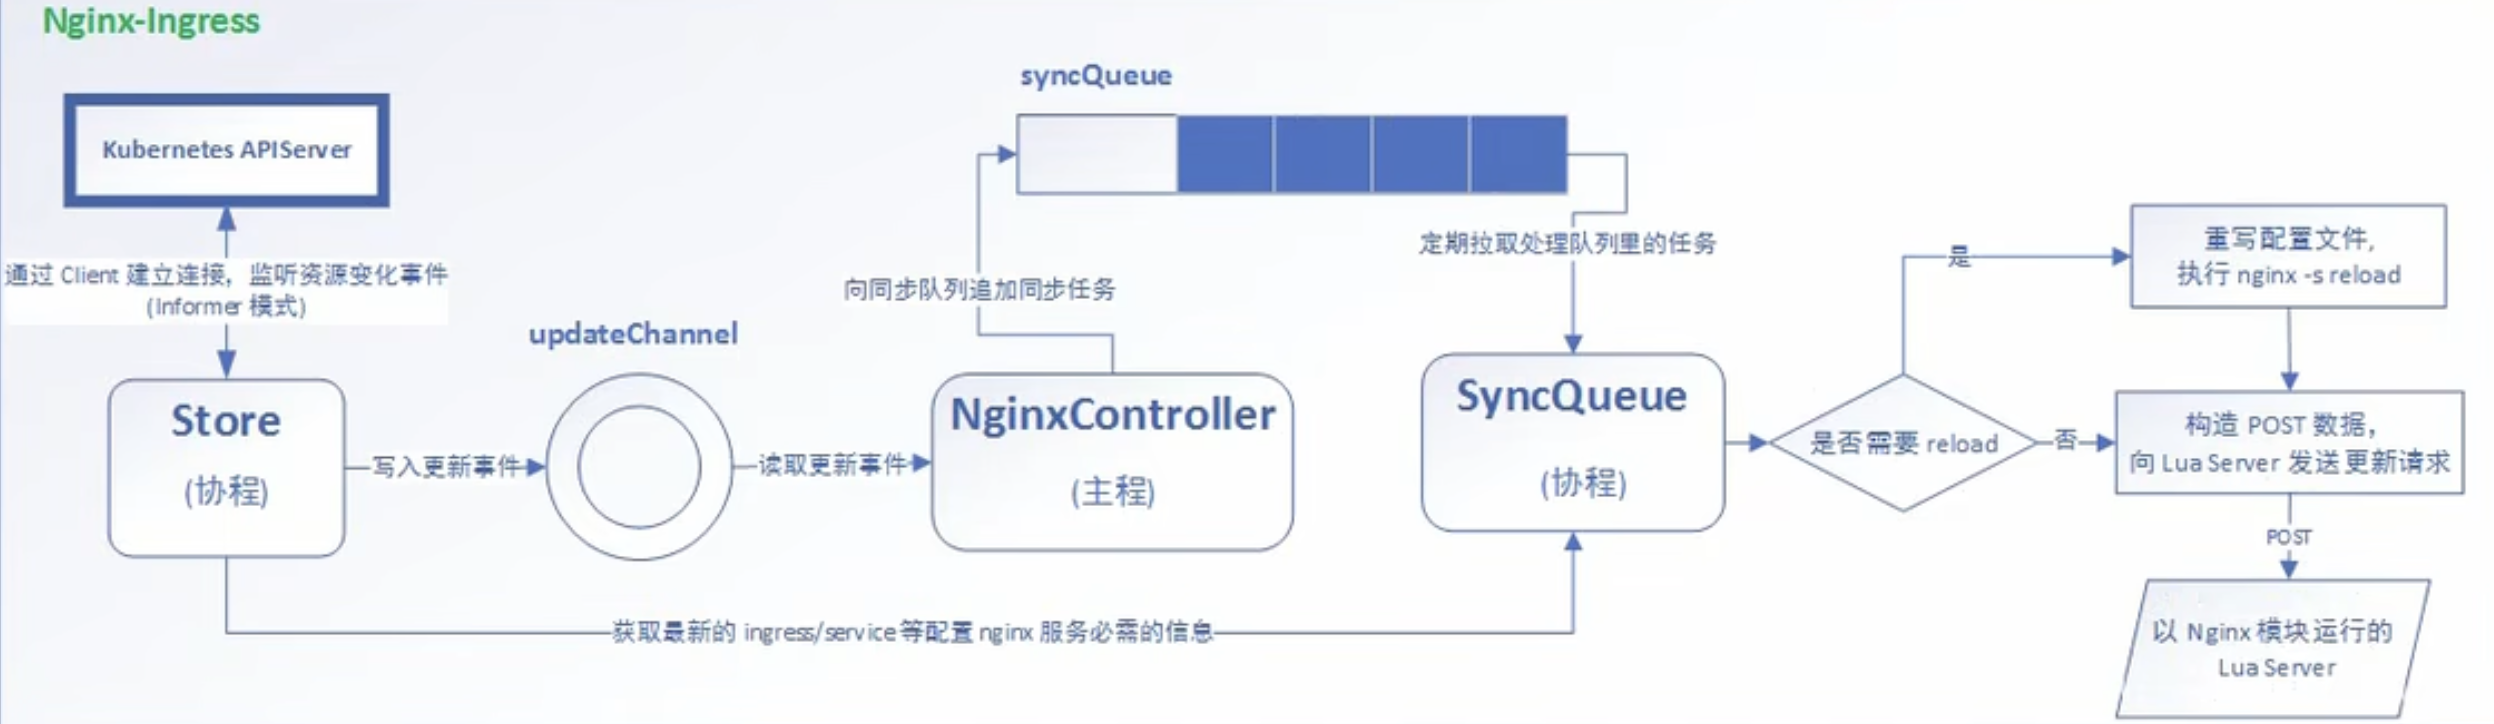 Nginx-Ingress
syncQueue
Kubernetes APIServer
定期拉取处理队列里的任务
是
重写配置文件,
执行 nginx -s reload
通过 Client 建立连接，监听资源变化事件
(Informer 模式)
向同步队列追加同步任务
updateChannel
Store
(协程)
写入更新事件
读取更新事件
NginxController
(主程)
SyncQueue
(协程)
是否需要 reload
否
构造 POST 数据，
向 Lua Server 发送更新请求
POST
获取最新的 ingress/service 等配置 nginx 服务必需的信息
以 Nginx 模块运行的
Lua Server